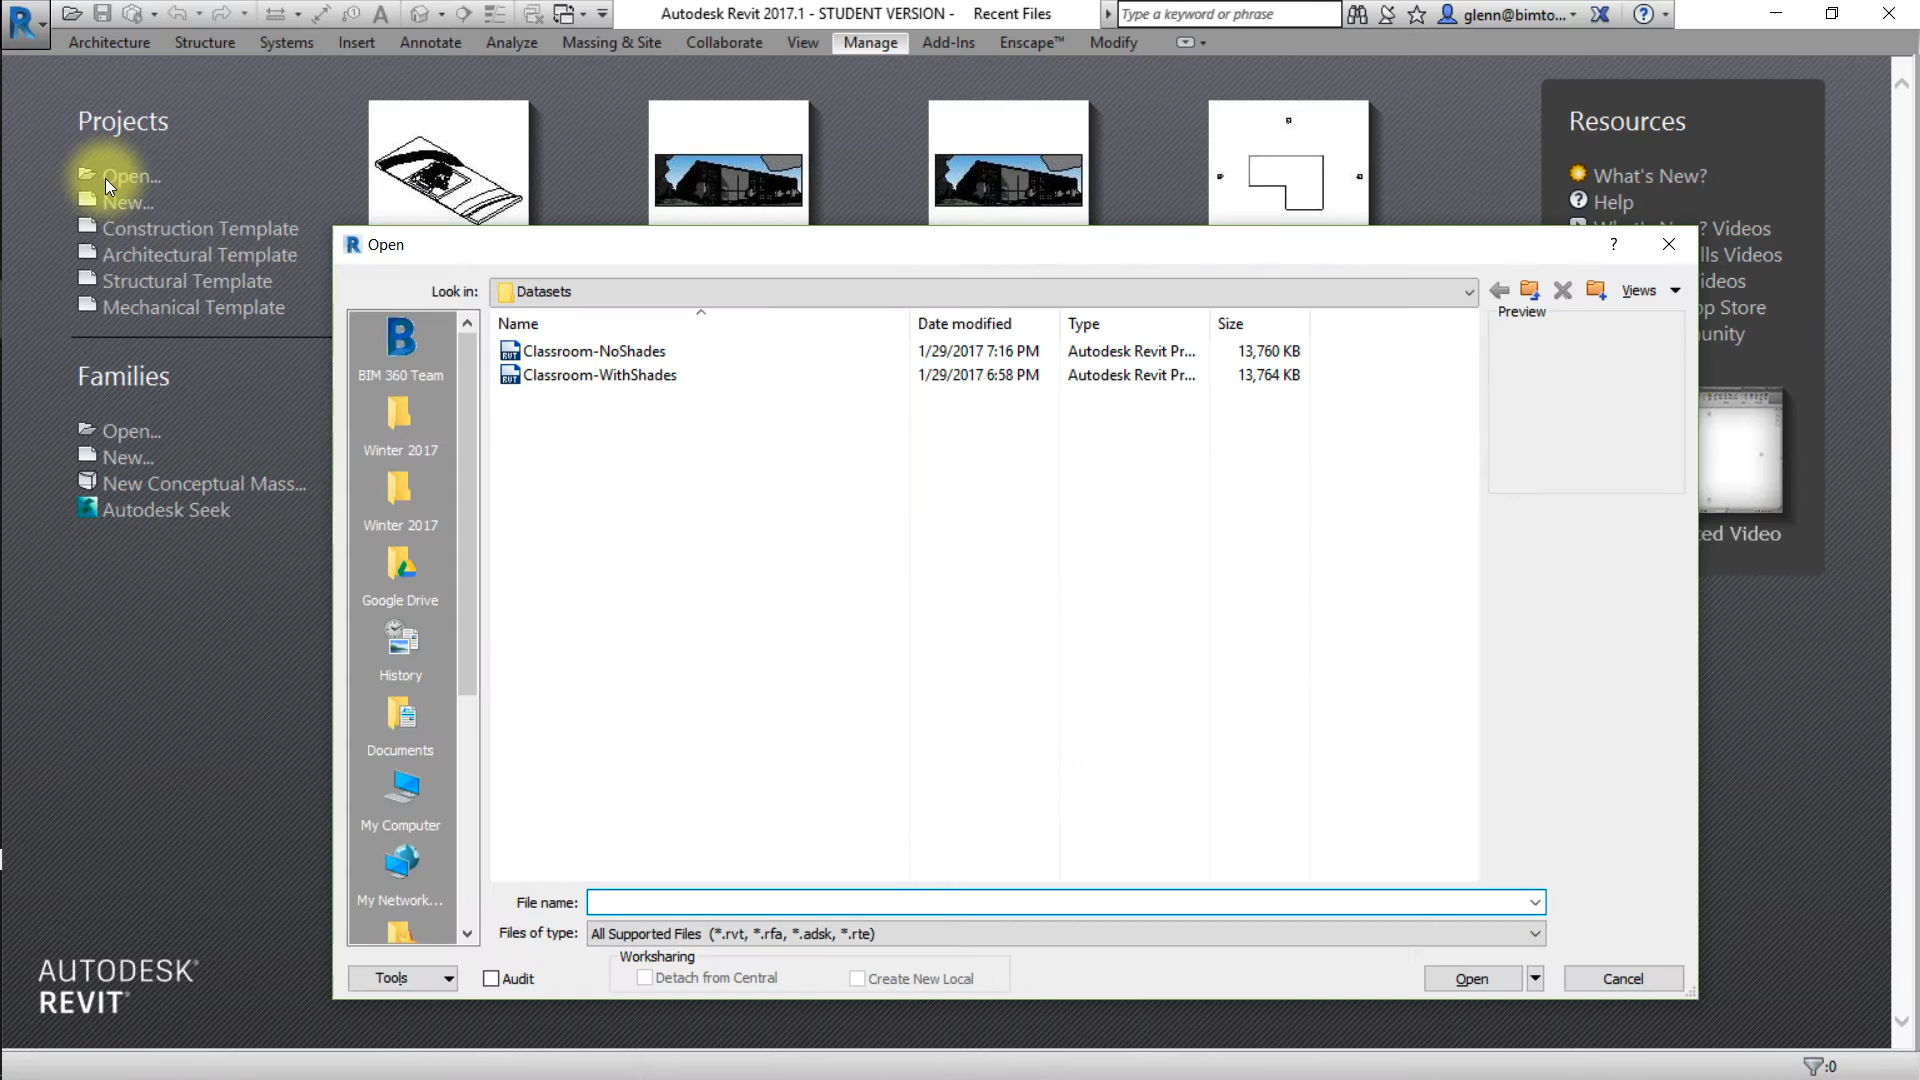 Autodesk Revit 2017.1 - STUDENT VERSION - Recent Files
Type a keyword or phrase
glenn@bimto...
Architecture Structure Systems Insert Annotate Analyze Massing & Site Collaborate View Manage Add-Ins Enscape™ Modify
Projects
Open...
New...
Construction Template
Architectural Template
Structural Template
Mechanical Template
Families
Open...
New...
New Conceptual Mass...
Autodesk Seek
Resources
What's New?
Help
? Videos
lls Videos
ideos
p Store
unity
ed Video
Open
Look in: Datasets
Views
Preview
Name Date modified Type Size
Classroom-NoShades 1/29/2017 7:16 PM Autodesk Revit Pr... 13,760 KB
Classroom-WithShades 1/29/2017 6:58 PM Autodesk Revit Pr... 13,764 KB
BIM 360 Team
Winter 2017
Winter 2017
Google Drive
History
Documents
My Computer
My Network...
File name:
Files of type: All Supported Files (*.rvt, *.rfa, *.adsk, *.rte)
Worksharing
Tools Audit Detach from Central Create New Local Open Cancel
AUTODESK
REVIT
:0